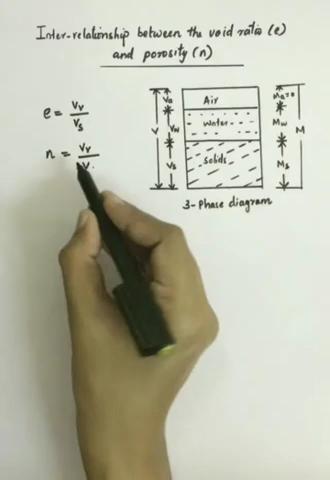 Inter-relationship between the void ratio (e)
and porosity (n)
e = Vv / Vs
n = Vv / V
Va
Vw
Vs
V
Air
Water
Solids
Ma=0
Mw
Ms
M
3-Phase diagram